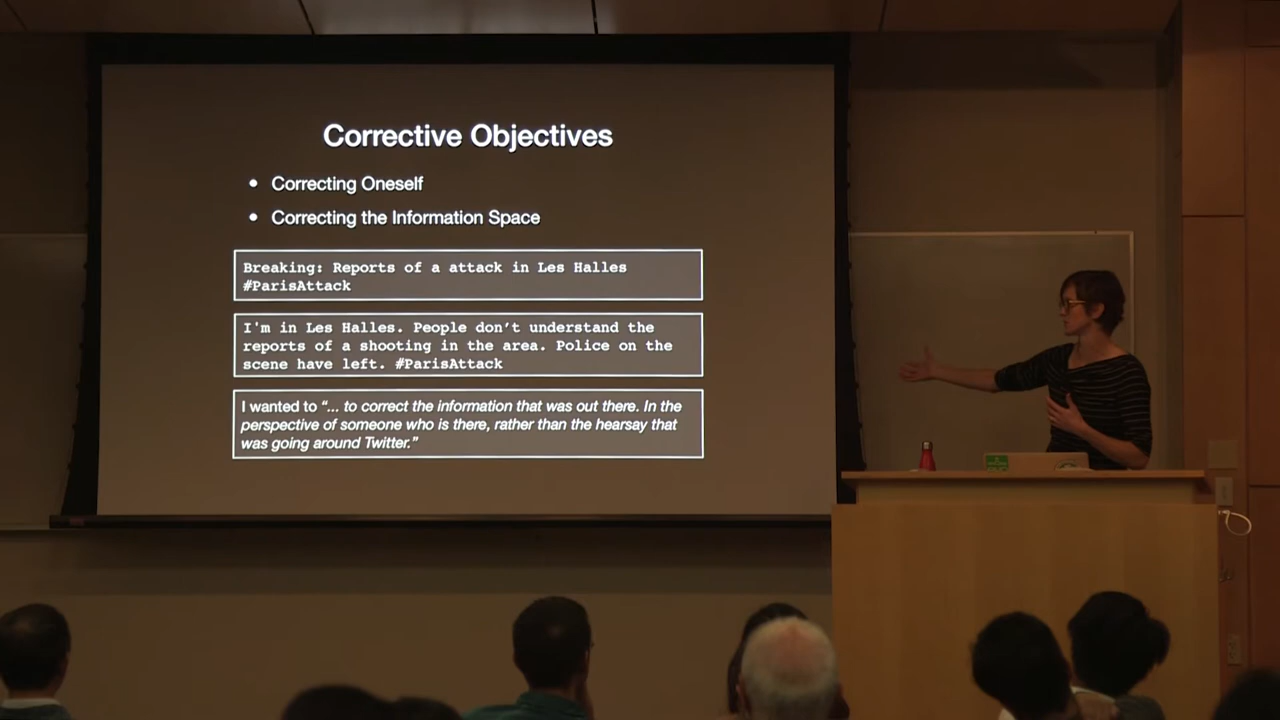 Corrective Objectives
• Correcting Oneself
• Correcting the Information Space
Breaking: Reports of a attack in Les Halles
#ParisAttack
I'm in Les Halles. People don’t understand the
reports of a shooting in the area. Police on the
scene have left. #ParisAttack
I wanted to “... to correct the information that was out there. In the
perspective of someone who is there, rather than the hearsay that
was going around Twitter.”